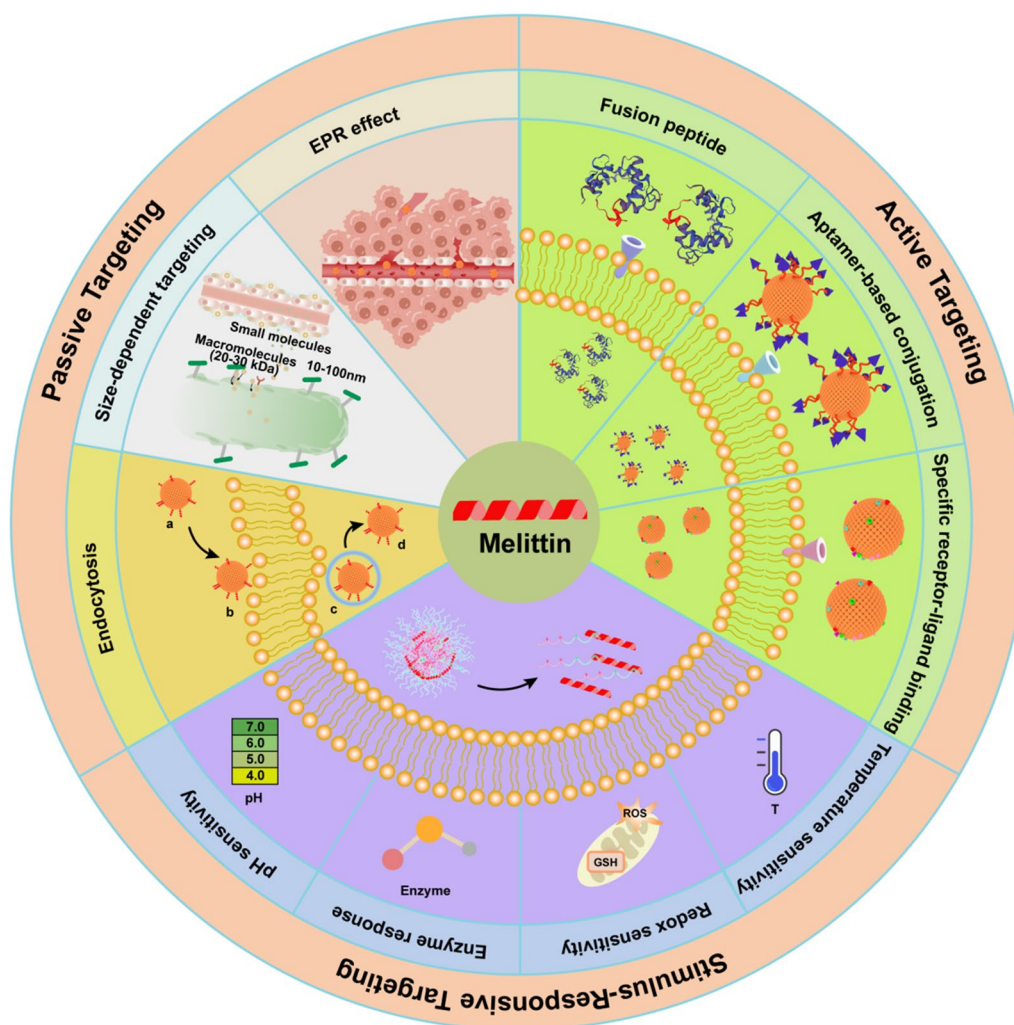 Passive Targeting
Active Targeting
Stimulus-Responsive Targeting
EPR effect
Size-dependent targeting
Endocytosis
Fusion peptide
Aptamer-based conjugation
Specific receptor-ligand binding
Temperature sensitivity
Redox sensitivity
Enzyme response
pH sensitivity
Small molecules
Macromolecules
(20-30 kDa)
10-100nm
a
b
c
d
Melittin
7.0
6.0
5.0
4.0
pH
Enzyme
ROS
GSH
T